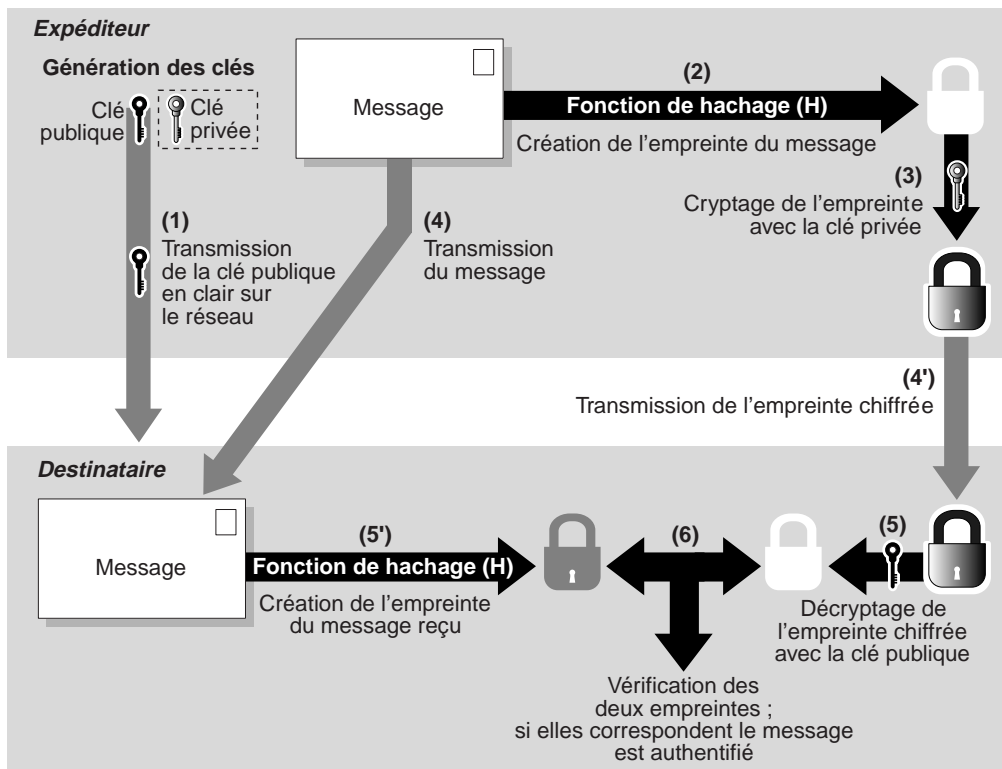 Expéditeur
Génération des clés
Clé
publique
Clé
privée
Message
(2)
Fonction de hachage (H)
Création de l'empreinte du message
(3)
Cryptage de l'empreinte
avec la clé privée
(1)
Transmission
de la clé publique
en clair sur
le réseau
(4)
Transmission
du message
(4')
Transmission de l'empreinte chiffrée
Destinataire
Message
(5')
Fonction de hachage (H)
Création de l'empreinte
du message reçu
(6)
(5)
Décryptage de
l'empreinte chiffrée
avec la clé publique
Vérification des
deux empreintes ;
si elles correspondent le message
est authentifié